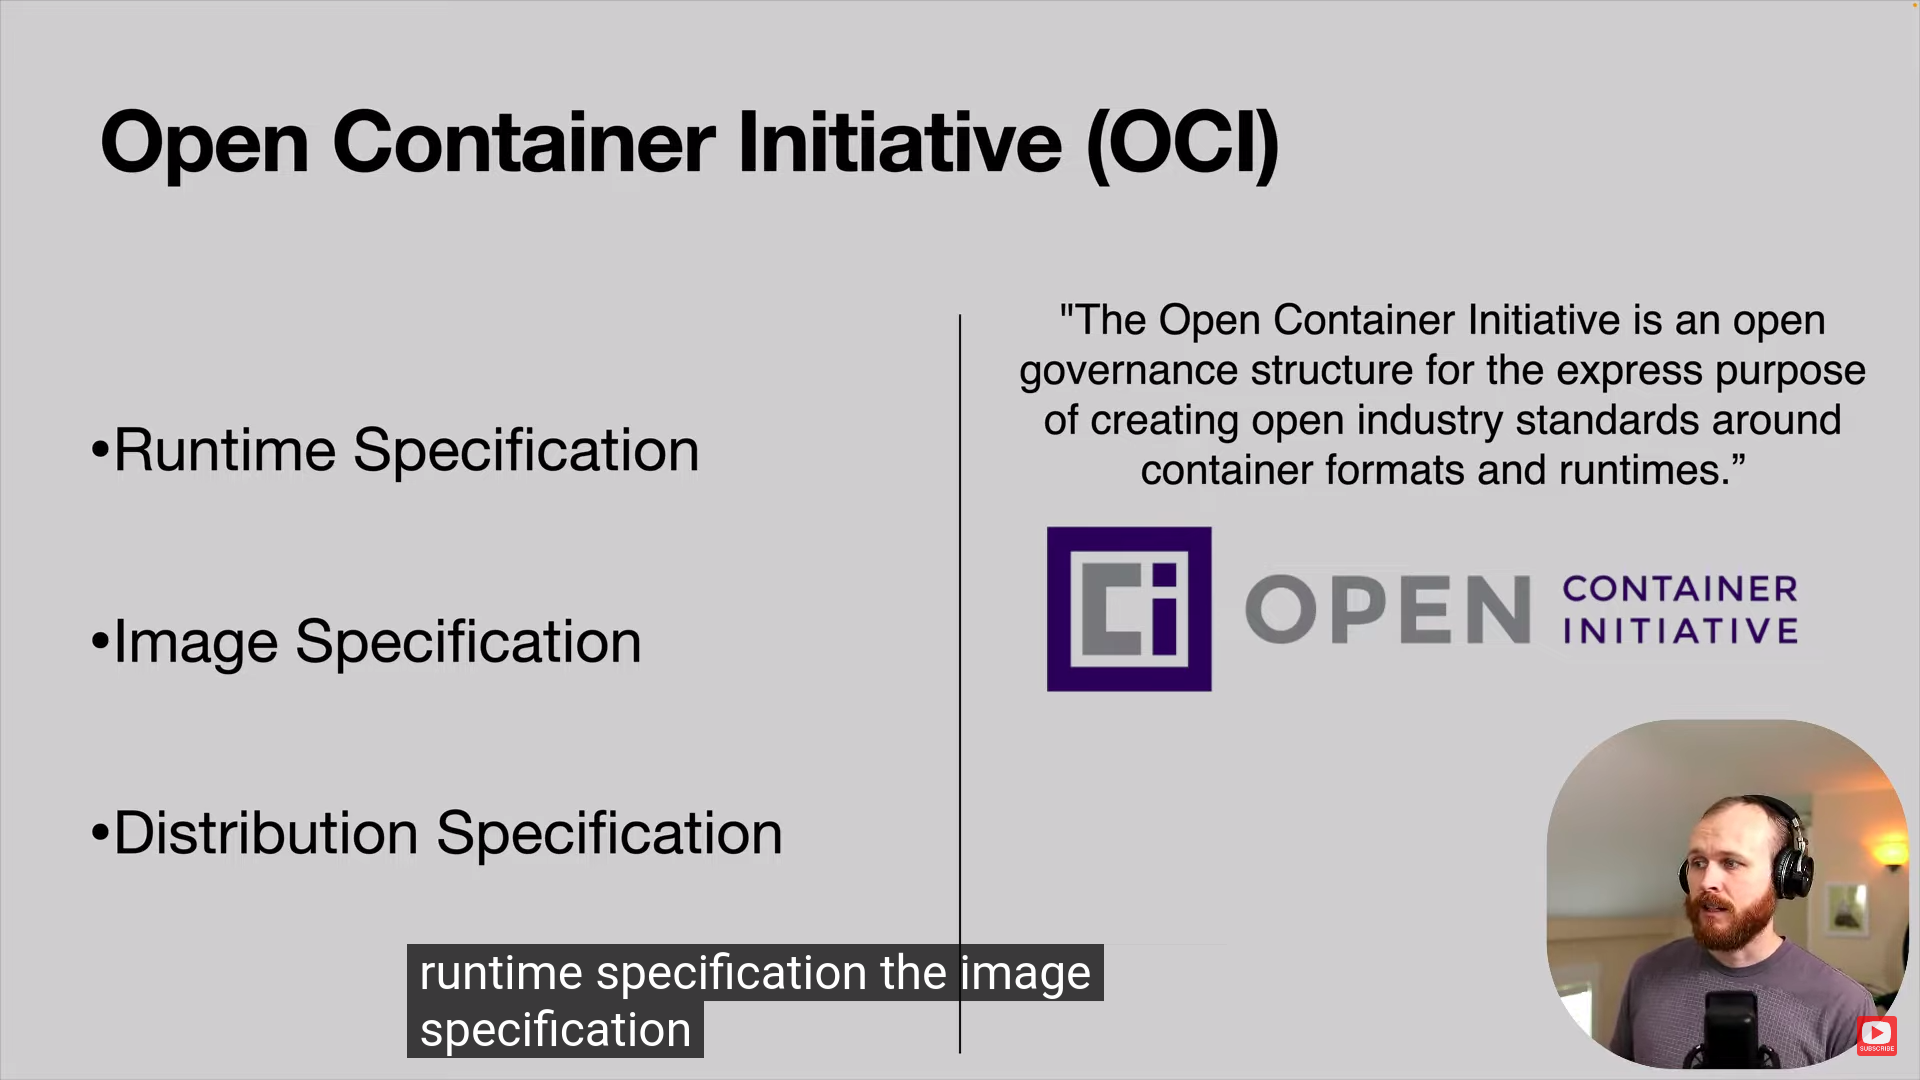 Open Container Initiative (OCI)
•Runtime Specification
•Image Specification
•Distribution Specification
"The Open Container Initiative is an open
governance structure for the express purpose
of creating open industry standards around
container formats and runtimes.”
Ci
OPEN
CONTAINER
INITIATIVE
runtime specification the image
specification
SUBSCRIBE